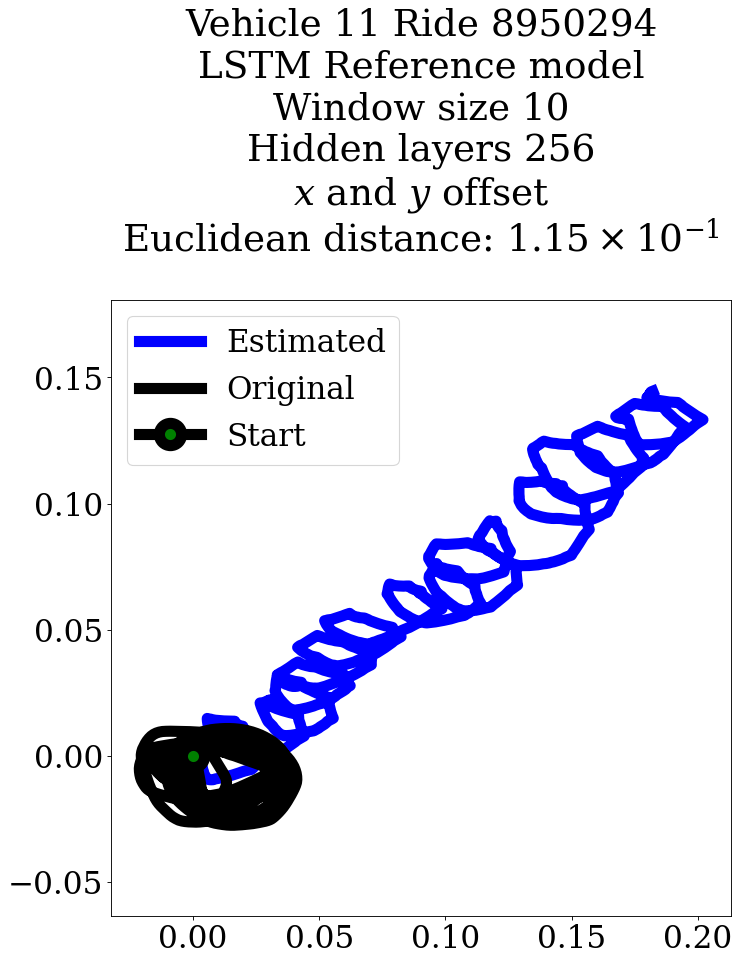 Vehicle 11 Ride 8950294
LSTM Reference model
Window size 10
Hidden layers 256
x and y offset
Euclidean distance: 1.15 × 10⁻¹
Estimated
Original
Start
0.15
0.10
0.05
0.00
−0.05
0.00 0.05 0.10 0.15 0.20